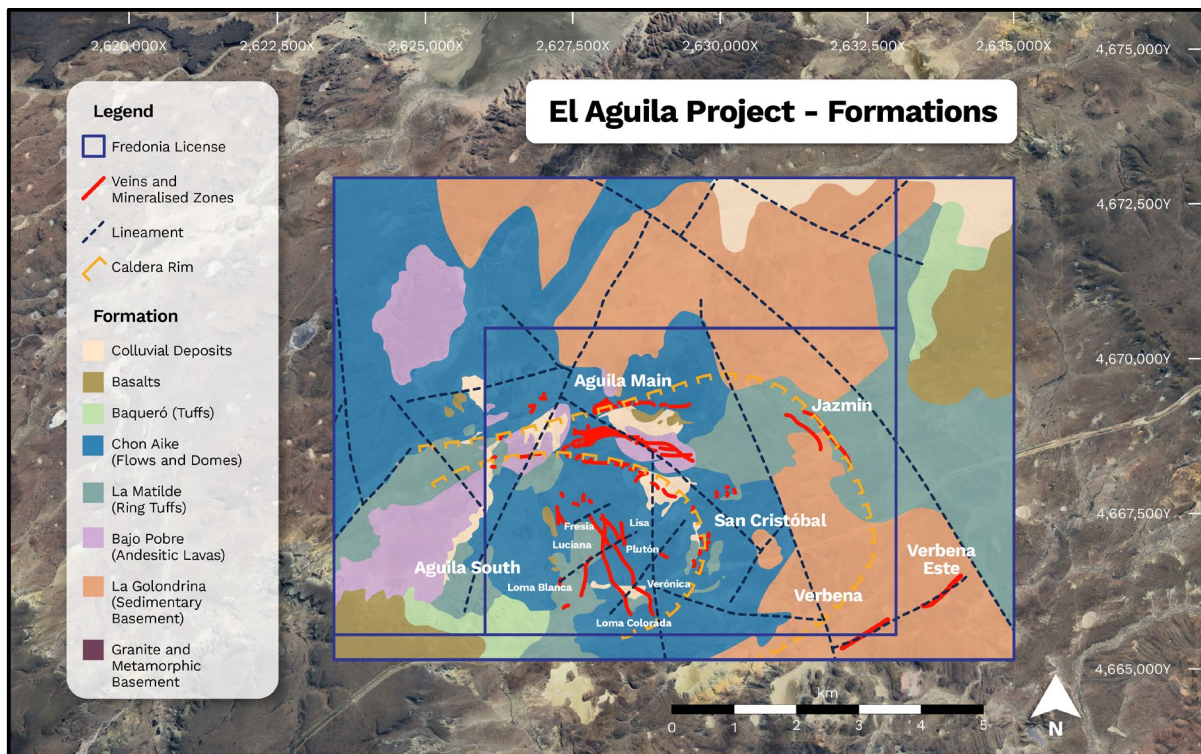 2,620,000X
2,622,500X
2,625,000X
2,627,500X
2,630,000X
2,632,500X
2,635,000X
4,675,000Y
4,672,500Y
4,670,000Y
4,667,500Y
4,665,000Y
El Aguila Project - Formations
Legend
Fredonia License
Veins and
Mineralised Zones
Lineament
Caldera Rim
Formation
Colluvial Deposits
Basalts
Baqueró (Tuffs)
Chon Aike
(Flows and Domes)
La Matilde
(Ring Tuffs)
Bajo Pobre
(Andesitic Lavas)
La Golondrina
(Sedimentary
Basement)
Granite and
Metamorphic
Basement
Aguila Main
Jazmin
San Cristóbal
Fresia
Lisa
Luciana
Plutón
Aguila South
Loma Blanca
Verónica
Verbena
Este
Verbena
Loma Colorada
km
0
1
2
3
4
5
N